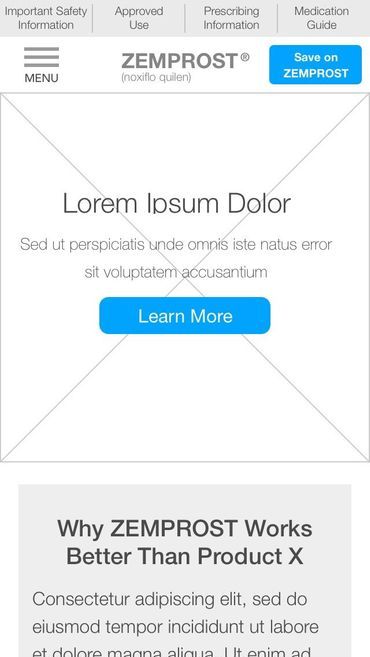 Important Safety
Information
Approved
Use
Prescribing
Information
Medication
Guide
MENU
ZEMPROST®
(noxiflo quilen)
Save on
ZEMPROST
Lorem Ipsum Dolor
Sed ut perspiciatis unde omnis iste natus error
sit voluptatem accusantium
Learn More
Why ZEMPROST Works
Better Than Product X
Consectetur adipiscing elit, sed do
eiusmod tempor incididunt ut labore
et dolore magna aliqua. Ut enim ad